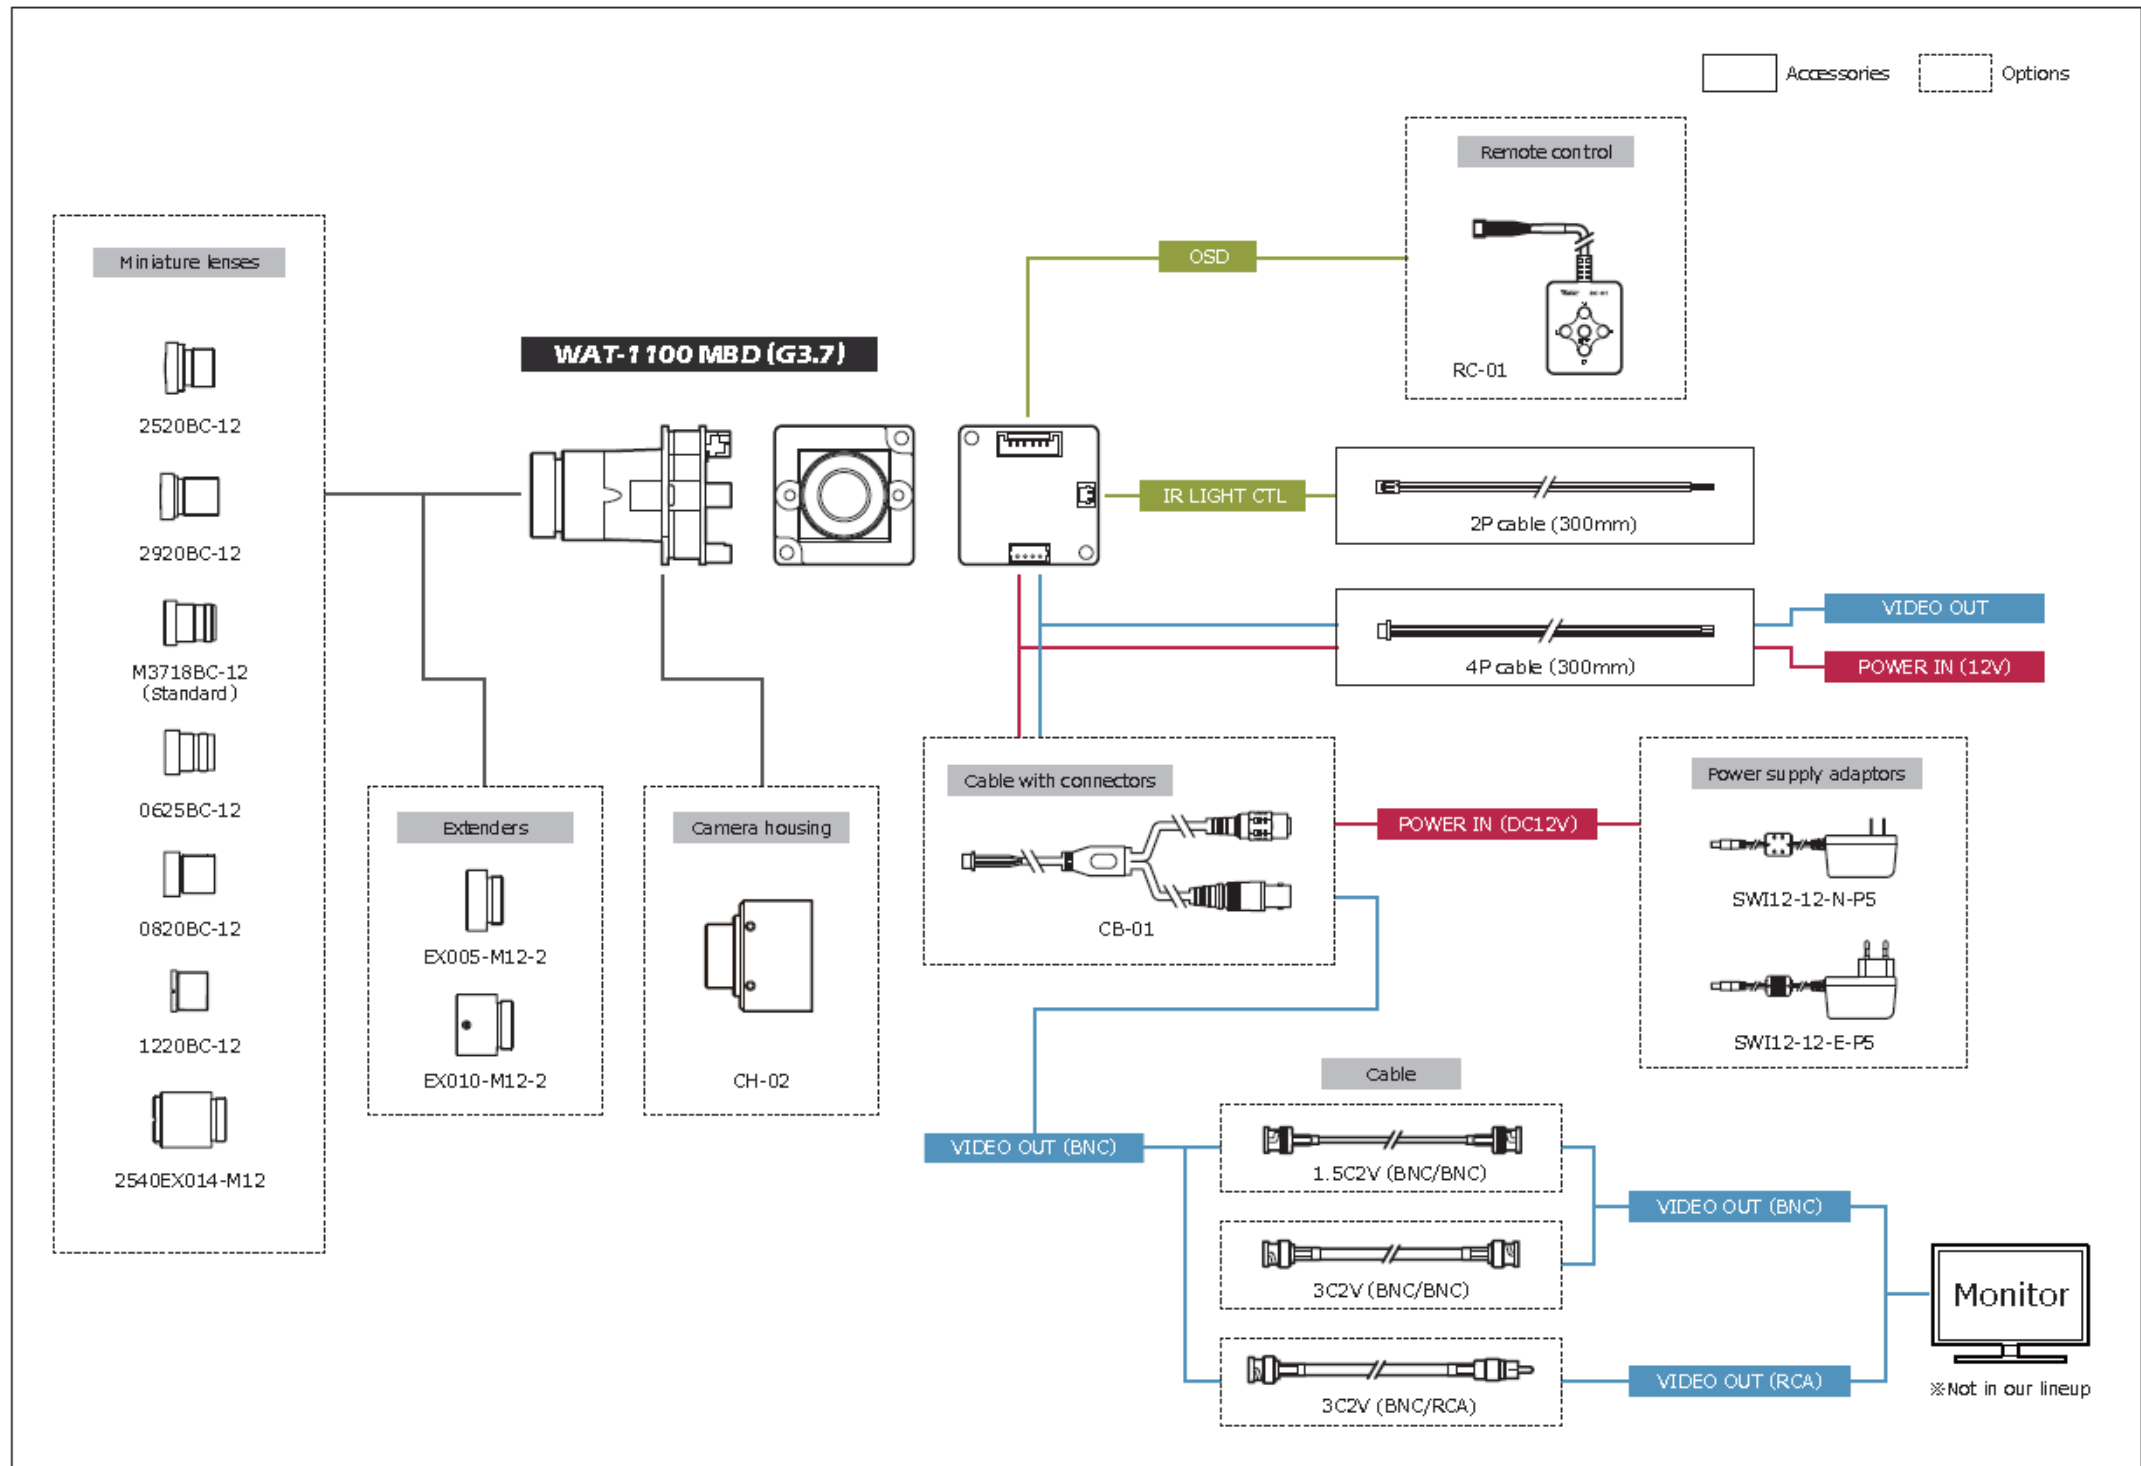 Accessories
Options
Remote control
RC-01
OSD
Miniature lenses
2520BC-12
2920BC-12
M3718BC-12
(Standard)
0625BC-12
0820BC-12
1220BC-12
2540EX014-M12
WAT-1100 MBD (G3.7)
IR LIGHT CTL
2P cable (300mm)
4P cable (300mm)
VIDEO OUT
POWER IN (12V)
Extenders
EX005-M12-2
EX010-M12-2
Camera housing
CH-02
Cable with connectors
CB-01
POWER IN (DC12V)
Power supply adaptors
SWI12-12-N-P5
SWI12-12-E-P5
Cable
VIDEO OUT (BNC)
1.5C2V (BNC/BNC)
3C2V (BNC/BNC)
3C2V (BNC/RCA)
VIDEO OUT (BNC)
VIDEO OUT (RCA)
Monitor
※Not in our lineup